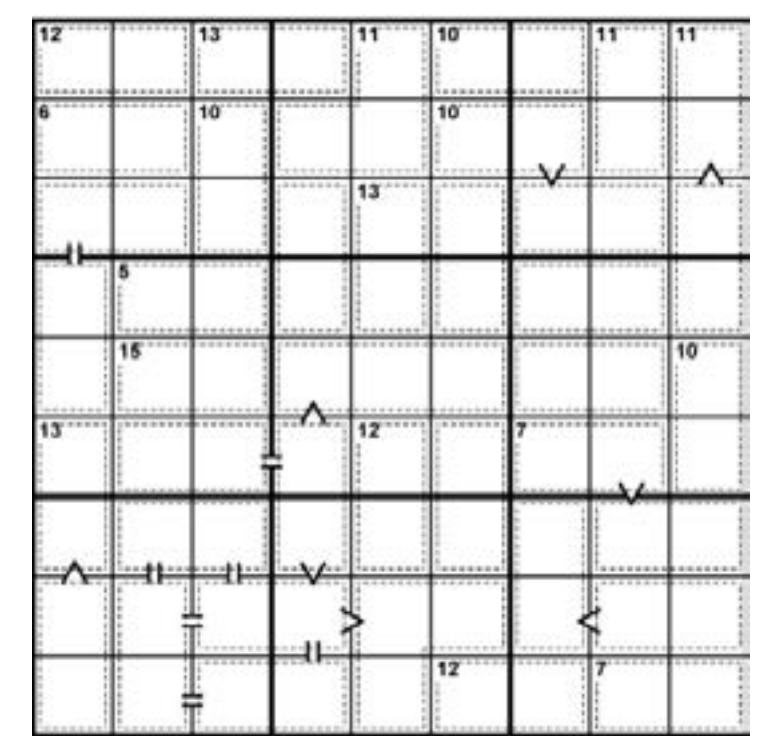 12 13 11 10 11 11
6 10 10 ∨ ∧
13
= 5
15 10
∧
13 = 12 7
∨
∧ = = ∨
= > <
=
= 12 7